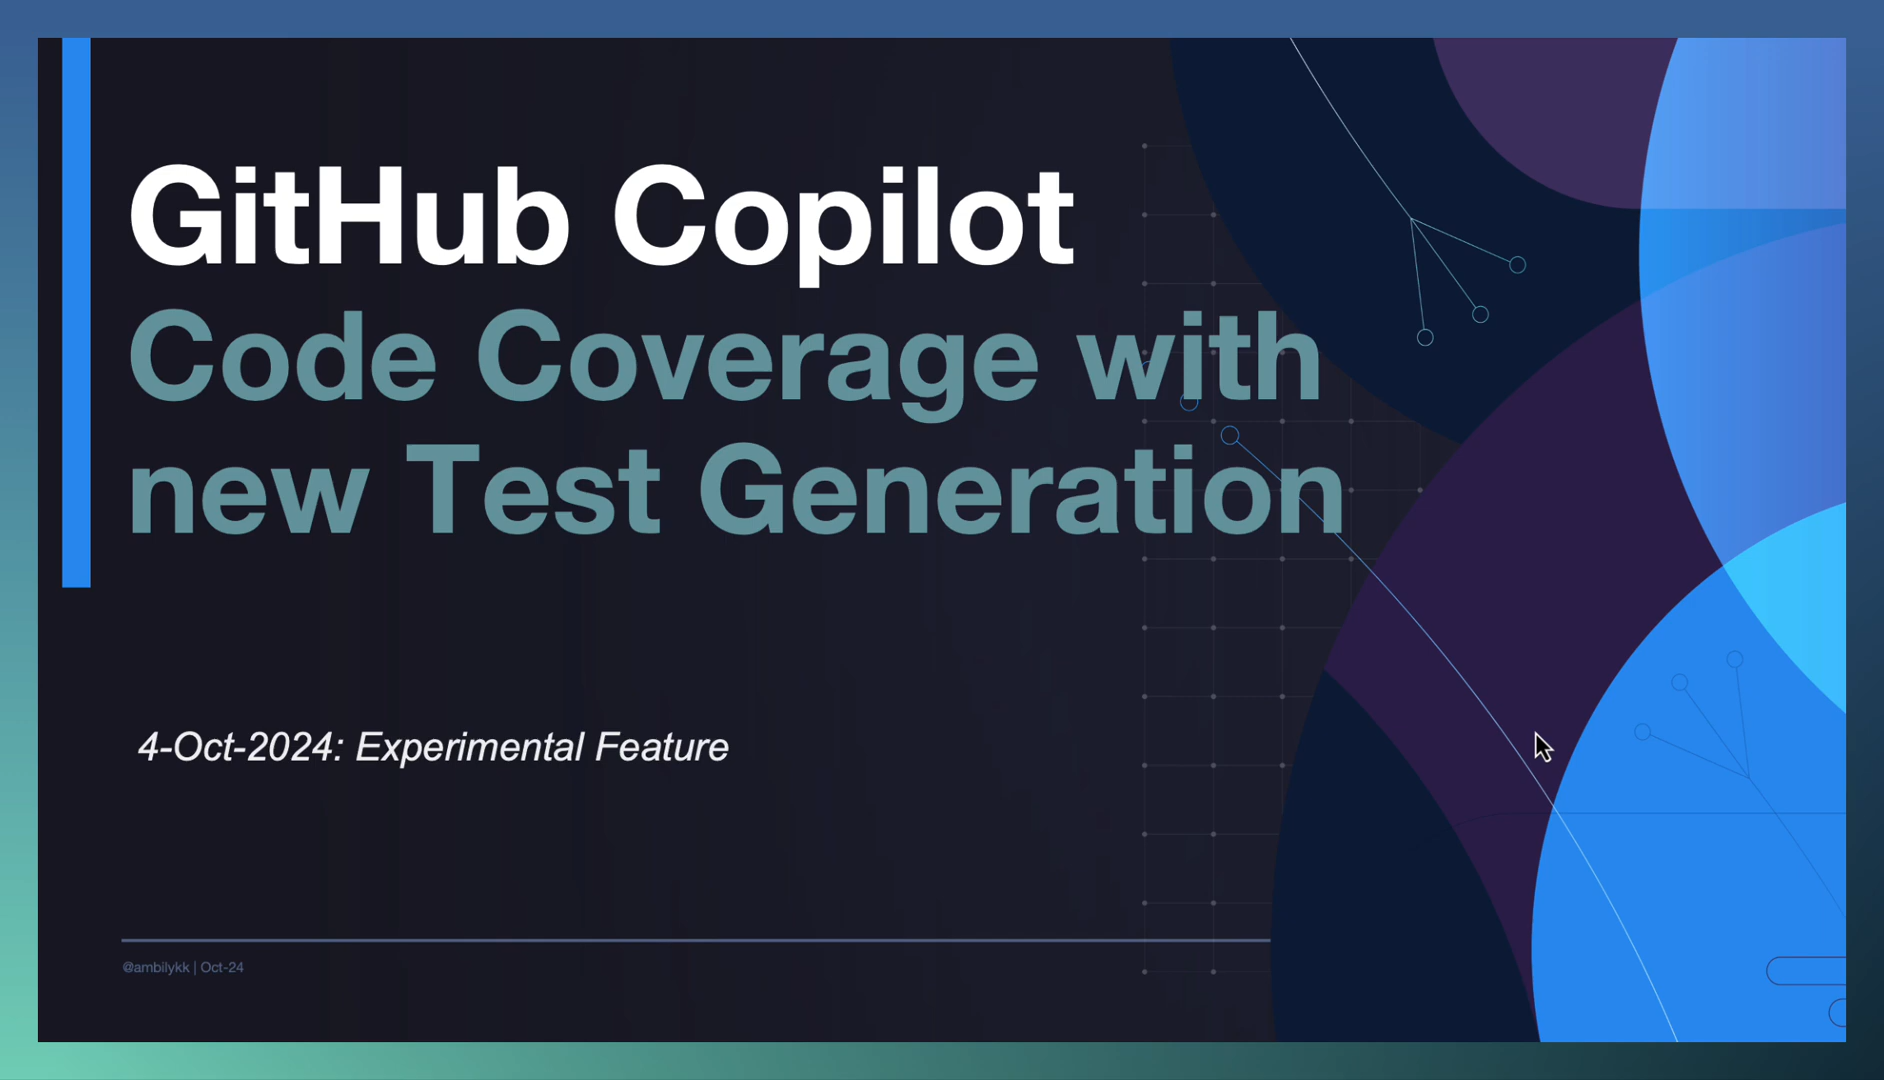 GitHub Copilot
Code Coverage with
new Test Generation
4-Oct-2024: Experimental Feature
@ambilykk | Oct-24